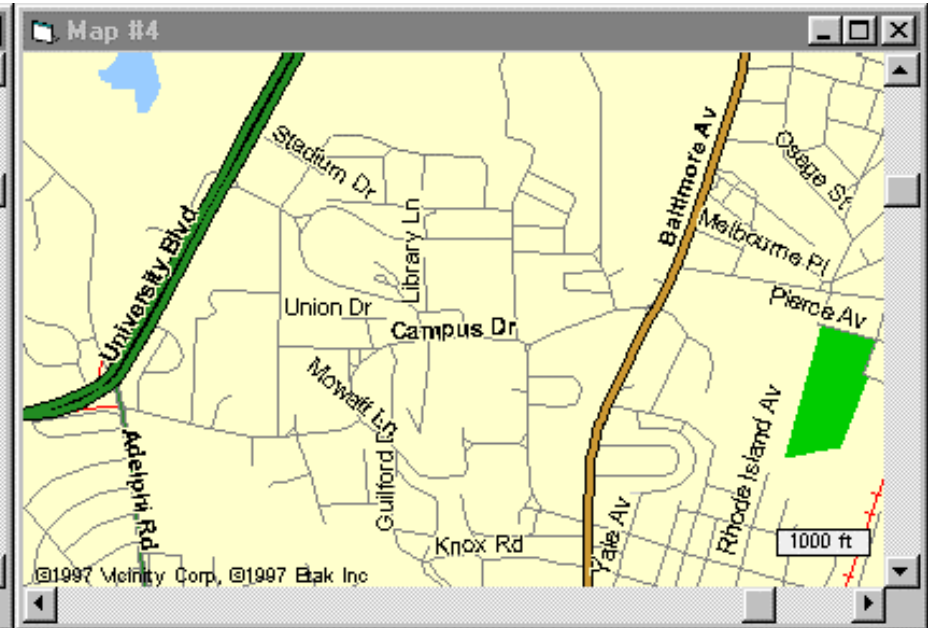 Map #4
Stadium Dr
Osege St
Baltimore Av
Library Ln
Melbourne Pl
University Blvd
Union Dr
Pierce Av
Campus Dr
Mowatt Ln
Rhode Island Av
Adelphi Rd
Guilford D
Yale Av
Knox Rd
1000 ft
©1997 Vicinity Corp, ©1997 Etak Inc